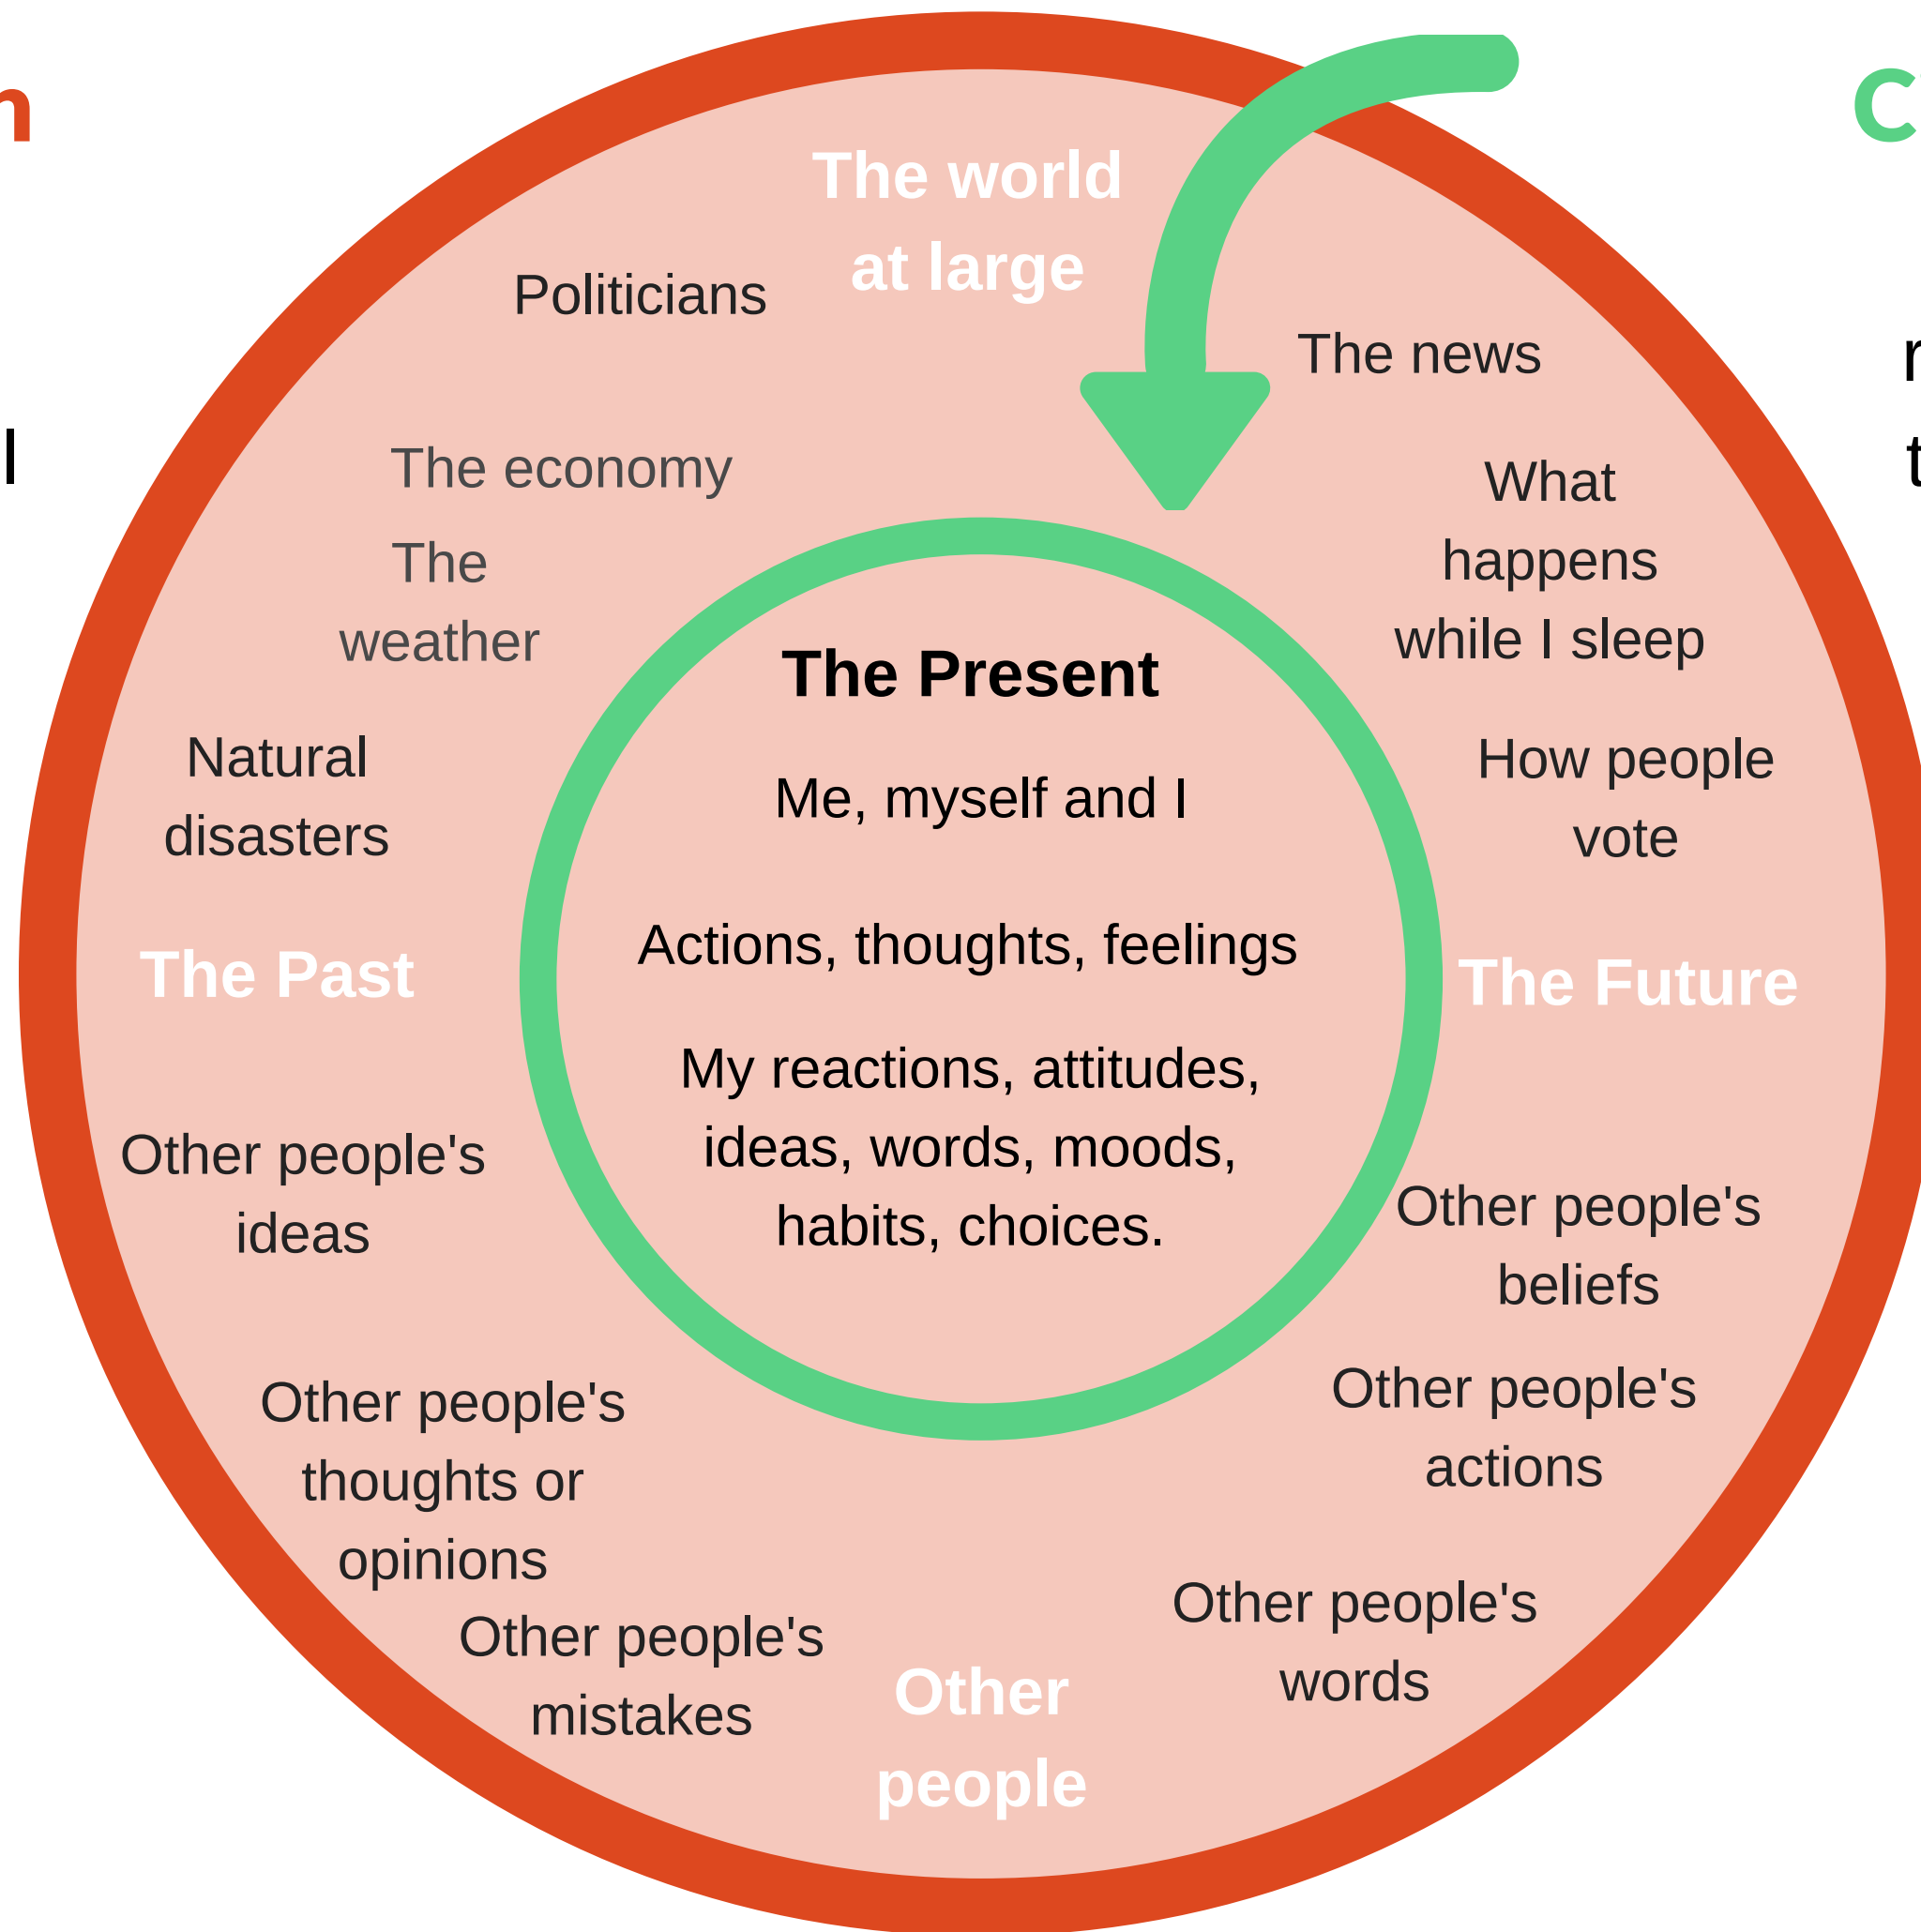 The world
at large
Politicians
The news
The economy
The
weather
What
happens
while I sleep
Natural
disasters
How people
vote
The Present
Me, myself and I
Actions, thoughts, feelings
My reactions, attitudes,
ideas, words, moods,
habits, choices.
The Past
The Future
Other people's
ideas
Other people's
beliefs
Other people's
thoughts or
opinions
Other people's
actions
Other people's
mistakes
Other people's
words
Other
people